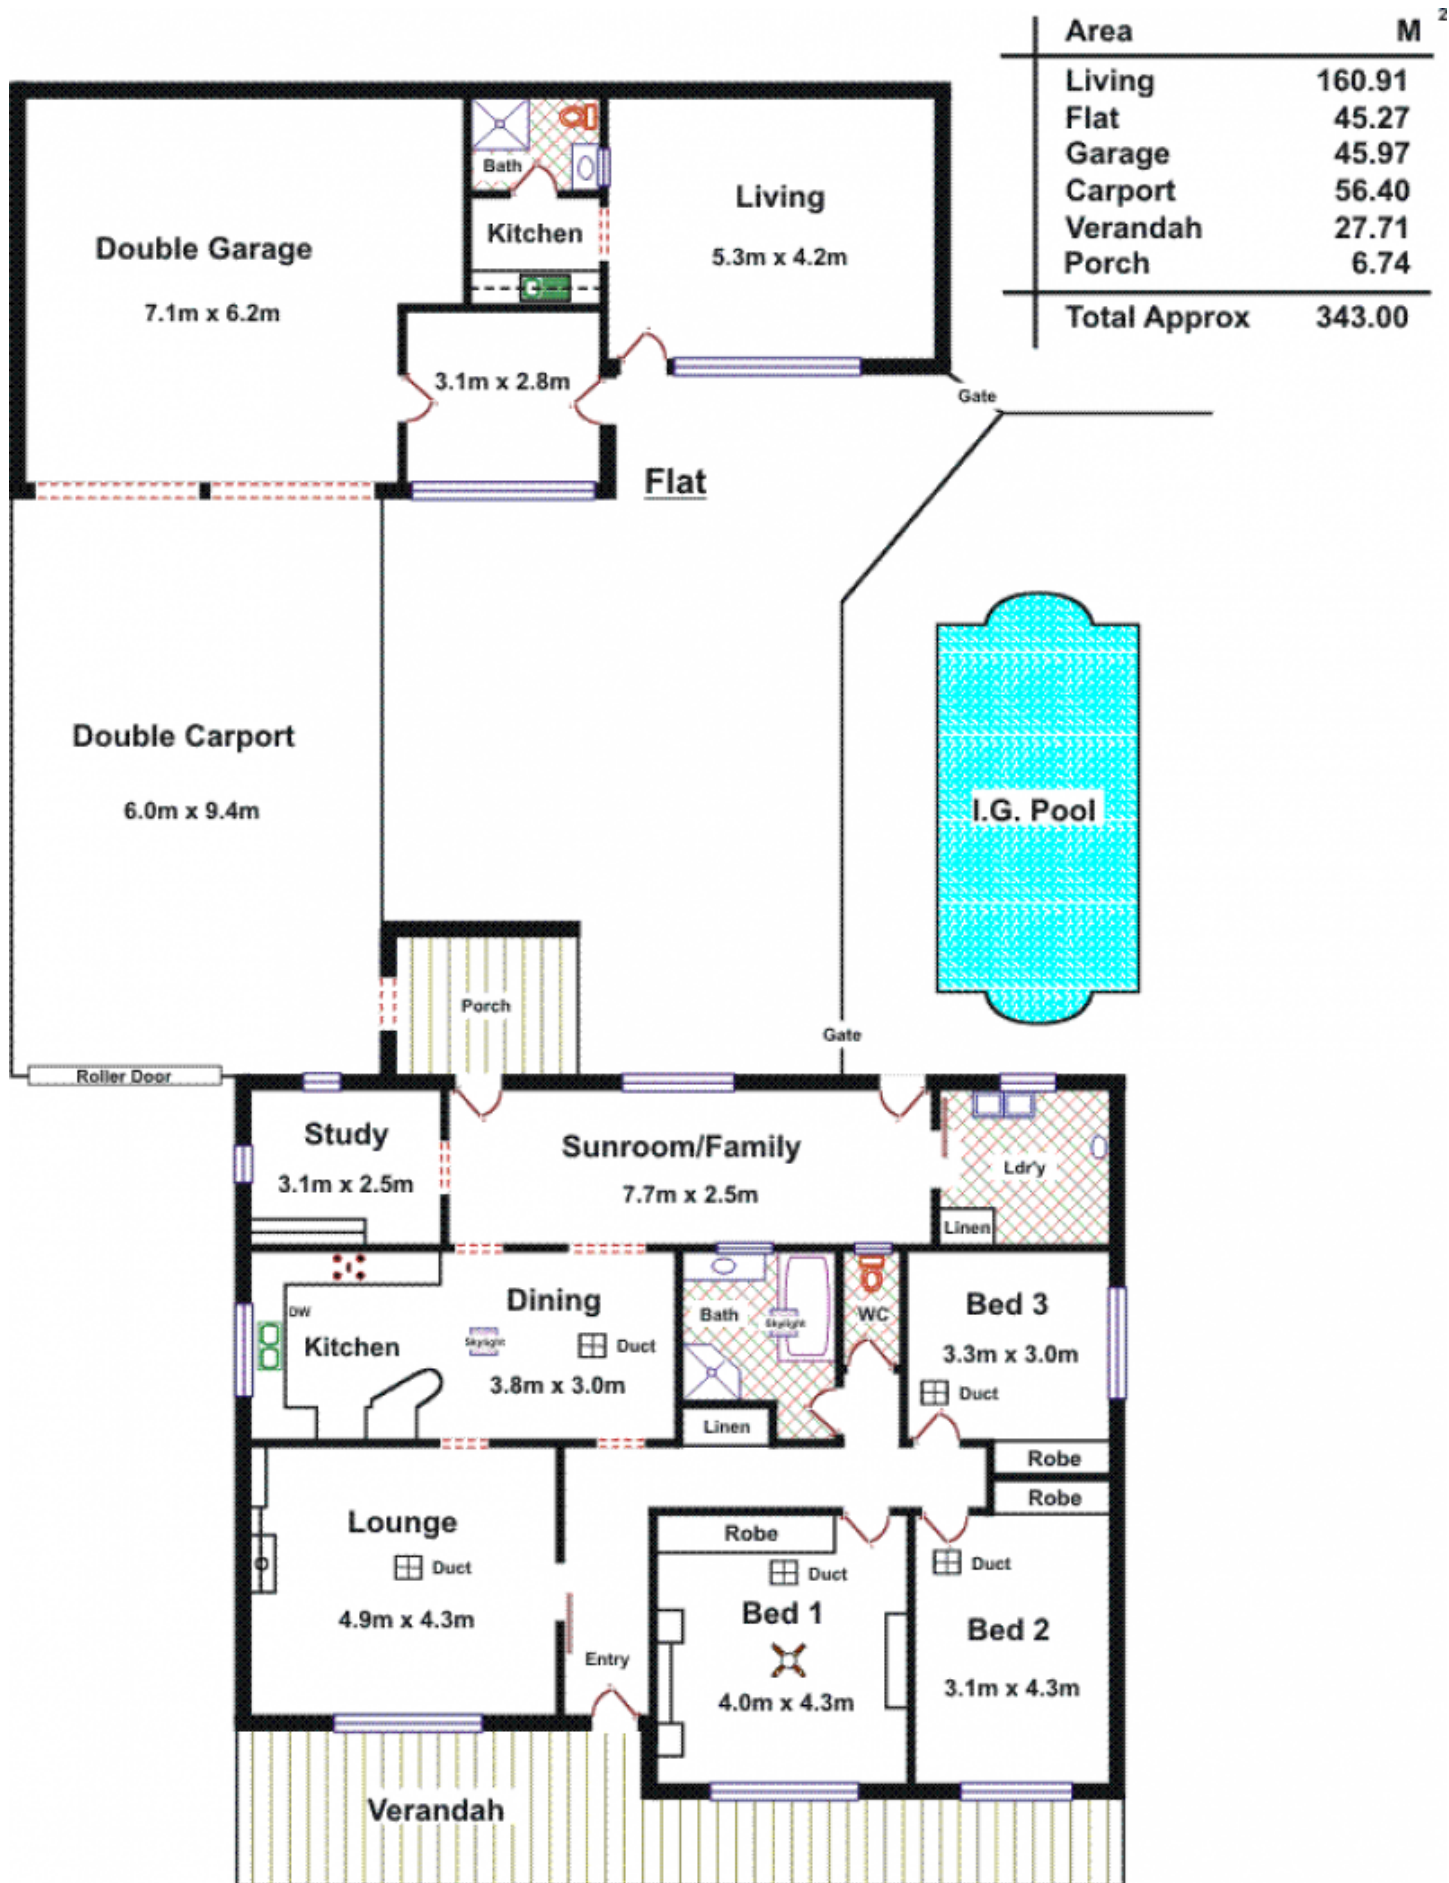 Area M 2
Living 160.91
Flat 45.27
Garage 45.97
Carport 56.40
Verandah 27.71
Porch 6.74
Total Approx 343.00
Bath
Kitchen
Living
5.3m x 4.2m
Double Garage
7.1m x 6.2m
3.1m x 2.8m
Gate
Flat
Double Carport
6.0m x 9.4m
I.G. Pool
Porch
Gate
Roller Door
Study
3.1m x 2.5m
Sunroom/Family
7.7m x 2.5m
Ldr'y
Linen
DW
Kitchen
Skylight
Dining
Duct
3.8m x 3.0m
Bath
Skylight
WC
Linen
Bed 3
3.3m x 3.0m
Duct
Robe
Robe
Lounge
Duct
4.9m x 4.3m
Entry
Robe
Duct
Bed 1
4.0m x 4.3m
Duct
Bed 2
3.1m x 4.3m
Verandah